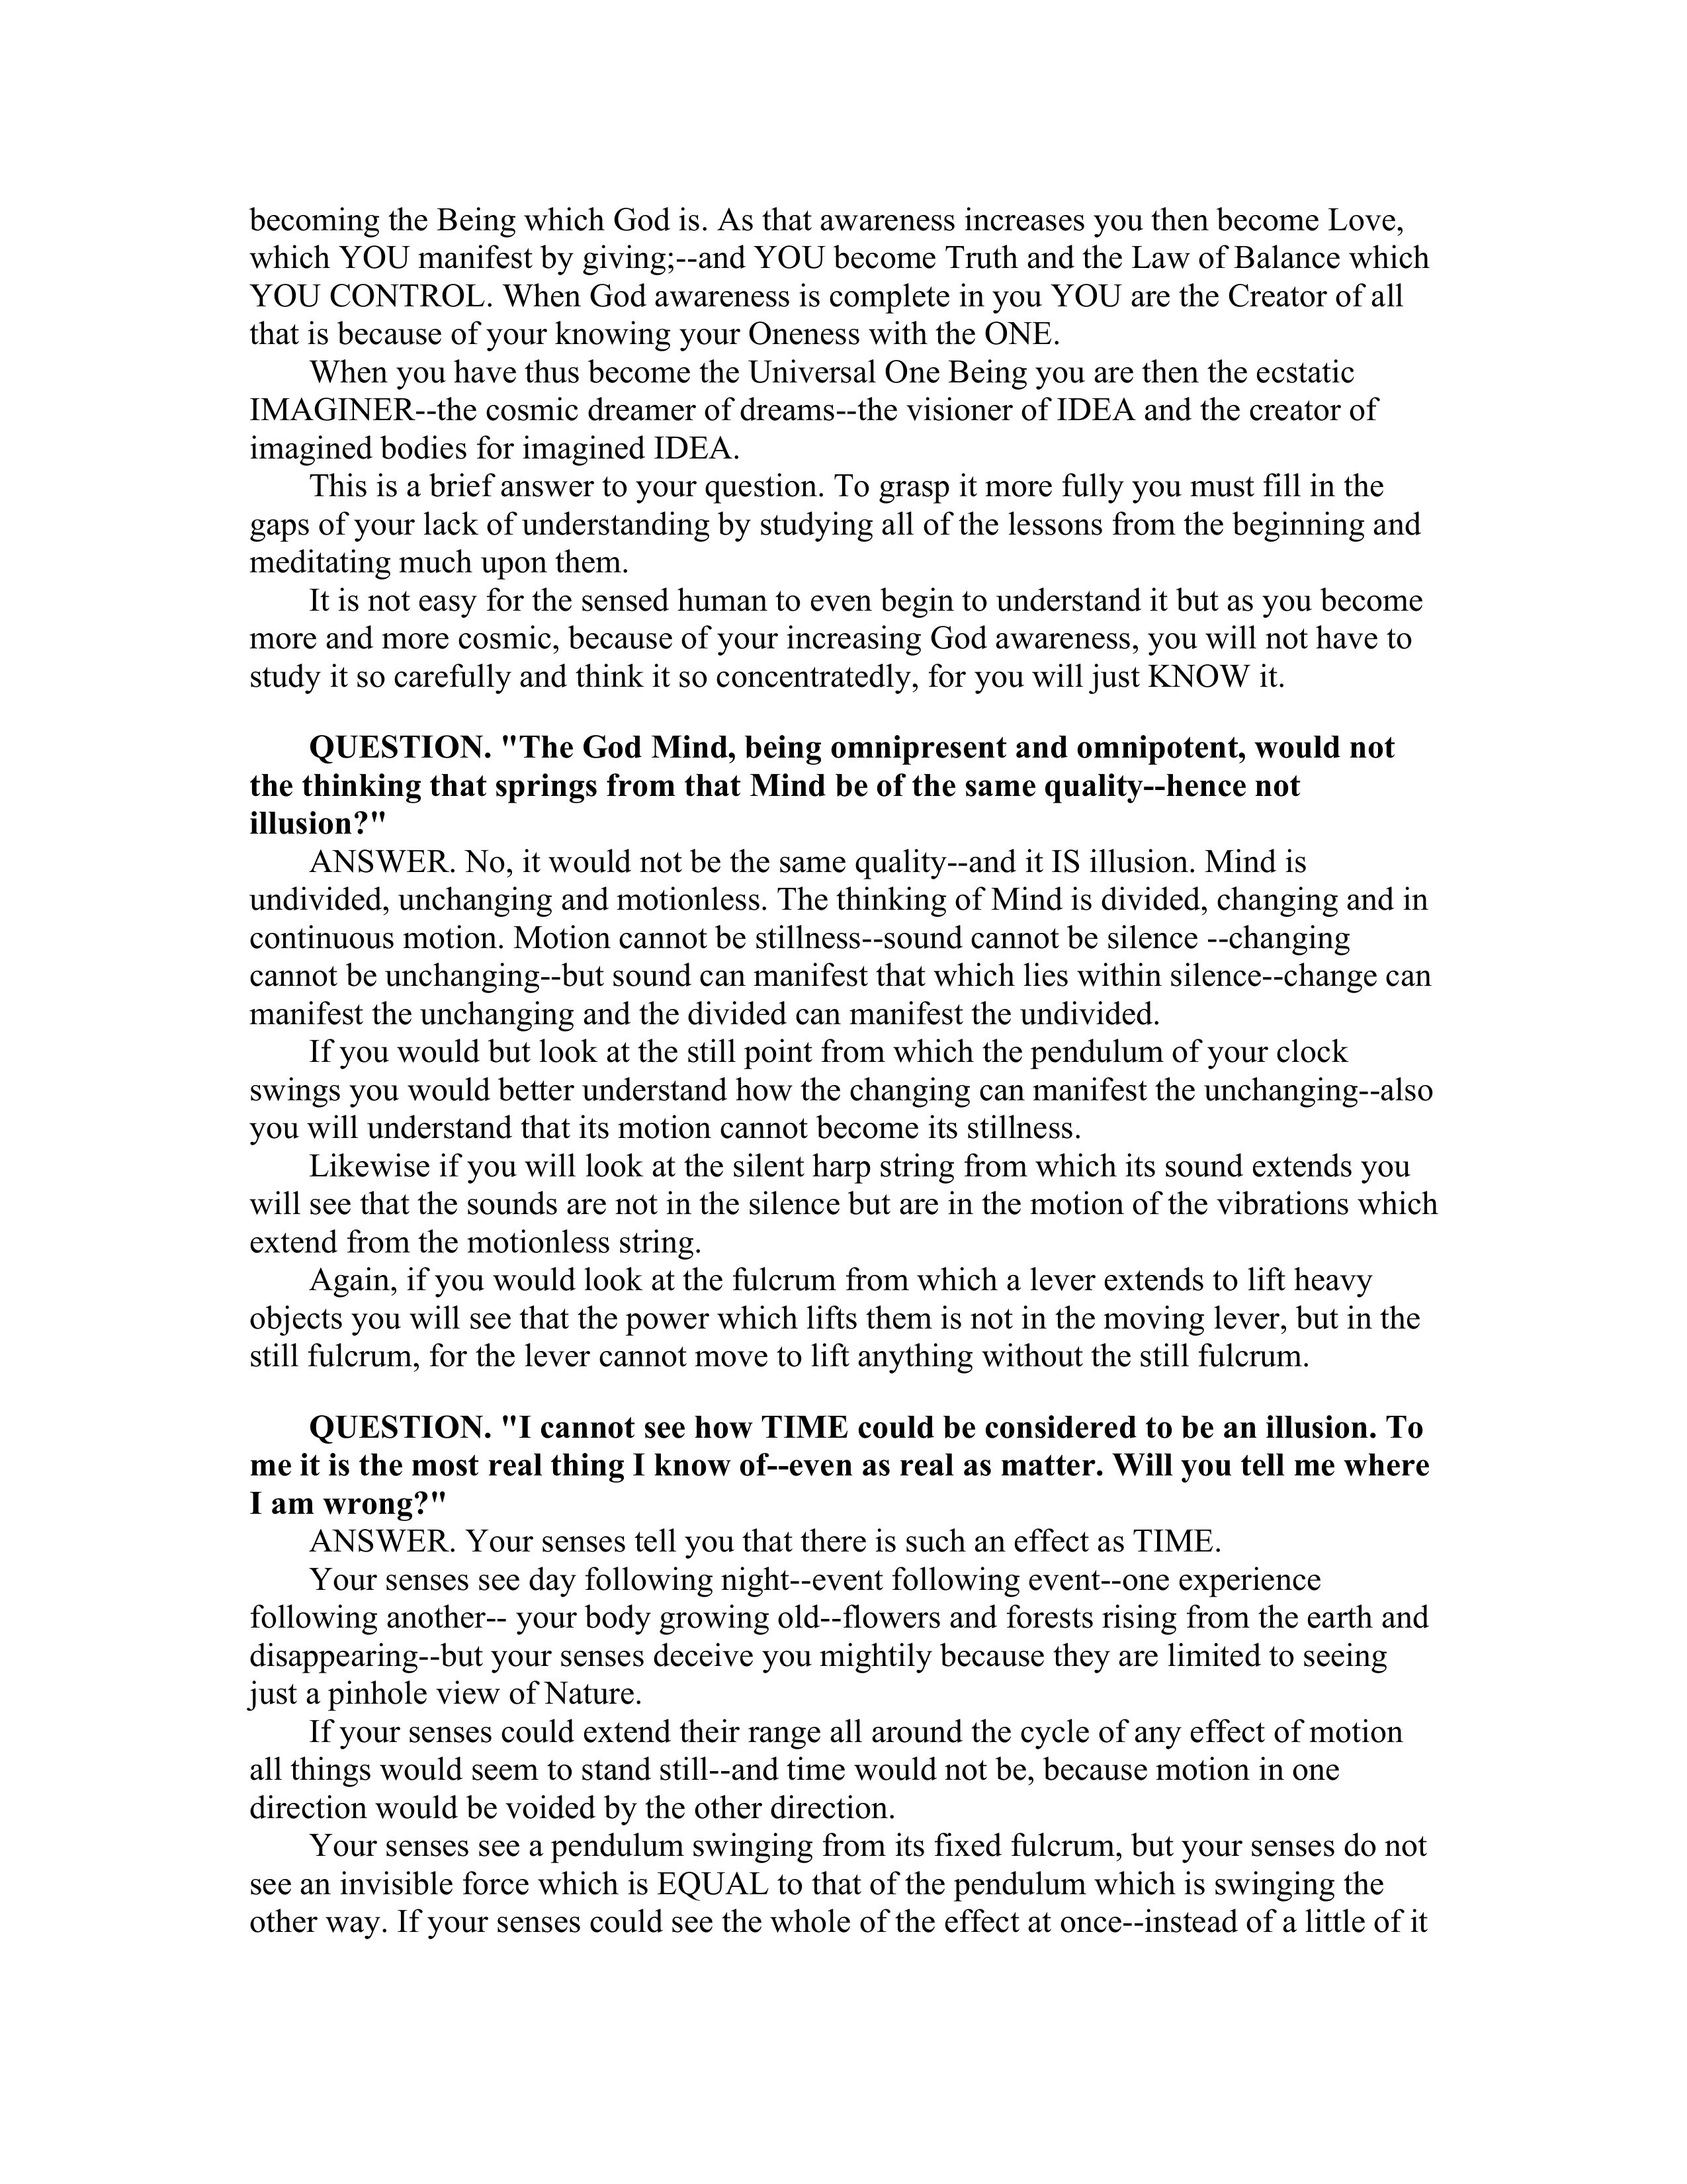 becoming the Being which God is. As that awareness increases you then become Love,
which YOU manifest by giving;--and YOU become Truth and the Law of Balance which
YOU CONTROL. When God awareness is complete in you YOU are the Creator of all
that is because of your knowing your Oneness with the ONE.
When you have thus become the Universal One Being you are then the ecstatic
IMAGINER--the cosmic dreamer of dreams--the visioner of IDEA and the creator of
imagined bodies for imagined IDEA.
This is a brief answer to your question. To grasp it more fully you must fill in the
gaps of your lack of understanding by studying all of the lessons from the beginning and
meditating much upon them.
It is not easy for the sensed human to even begin to understand it but as you become
more and more cosmic, because of your increasing God awareness, you will not have to
study it so carefully and think it so concentratedly, for you will just KNOW it.
QUESTION. "The God Mind, being omnipresent and omnipotent, would not
the thinking that springs from that Mind be of the same quality--hence not
illusion?"
ANSWER. No, it would not be the same quality--and it IS illusion. Mind is
undivided, unchanging and motionless. The thinking of Mind is divided, changing and in
continuous motion. Motion cannot be stillness--sound cannot be silence --changing
cannot be unchanging--but sound can manifest that which lies within silence--change can
manifest the unchanging and the divided can manifest the undivided.
If you would but look at the still point from which the pendulum of your clock
swings you would better understand how the changing can manifest the unchanging--also
you will understand that its motion cannot become its stillness.
Likewise if you will look at the silent harp string from which its sound extends you
will see that the sounds are not in the silence but are in the motion of the vibrations which
extend from the motionless string.
Again, if you would look at the fulcrum from which a lever extends to lift heavy
objects you will see that the power which lifts them is not in the moving lever, but in the
still fulcrum, for the lever cannot move to lift anything without the still fulcrum.
QUESTION. "I cannot see how TIME could be considered to be an illusion. To
me it is the most real thing I know of--even as real as matter. Will you tell me where
I am wrong?"
ANSWER. Your senses tell you that there is such an effect as TIME.
Your senses see day following night--event following event--one experience
following another-- your body growing old--flowers and forests rising from the earth and
disappearing--but your senses deceive you mightily because they are limited to seeing
just a pinhole view of Nature.
If your senses could extend their range all around the cycle of any effect of motion
all things would seem to stand still--and time would not be, because motion in one
direction would be voided by the other direction.
Your senses see a pendulum swinging from its fixed fulcrum, but your senses do not
see an invisible force which is EQUAL to that of the pendulum which is swinging the
other way. If your senses could see the whole of the effect at once--instead of a little of it